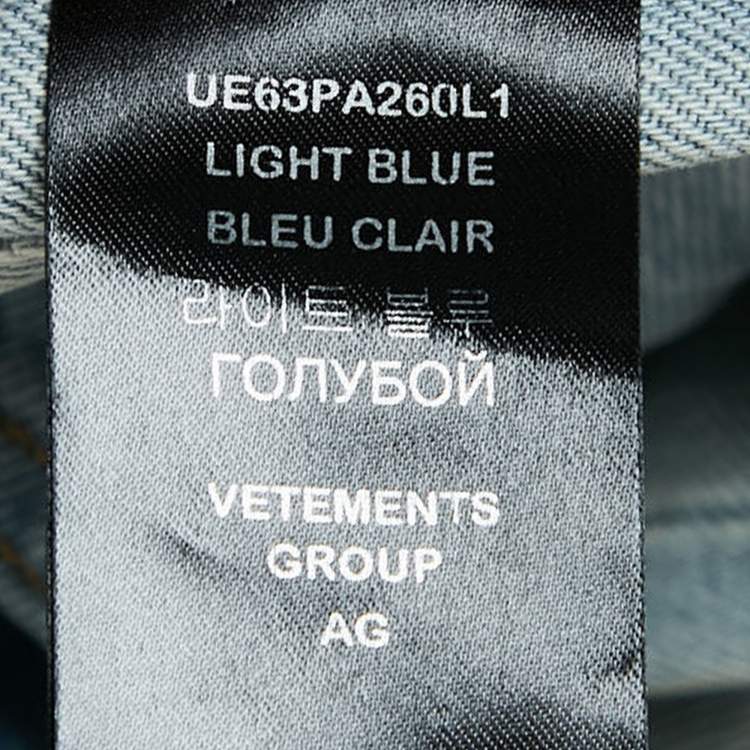 UE63PA260L1
LIGHT BLUE
BLEU CLAIR
라이트 블루
ГОЛУБОЙ
VETEMENTS
GROUP
AG